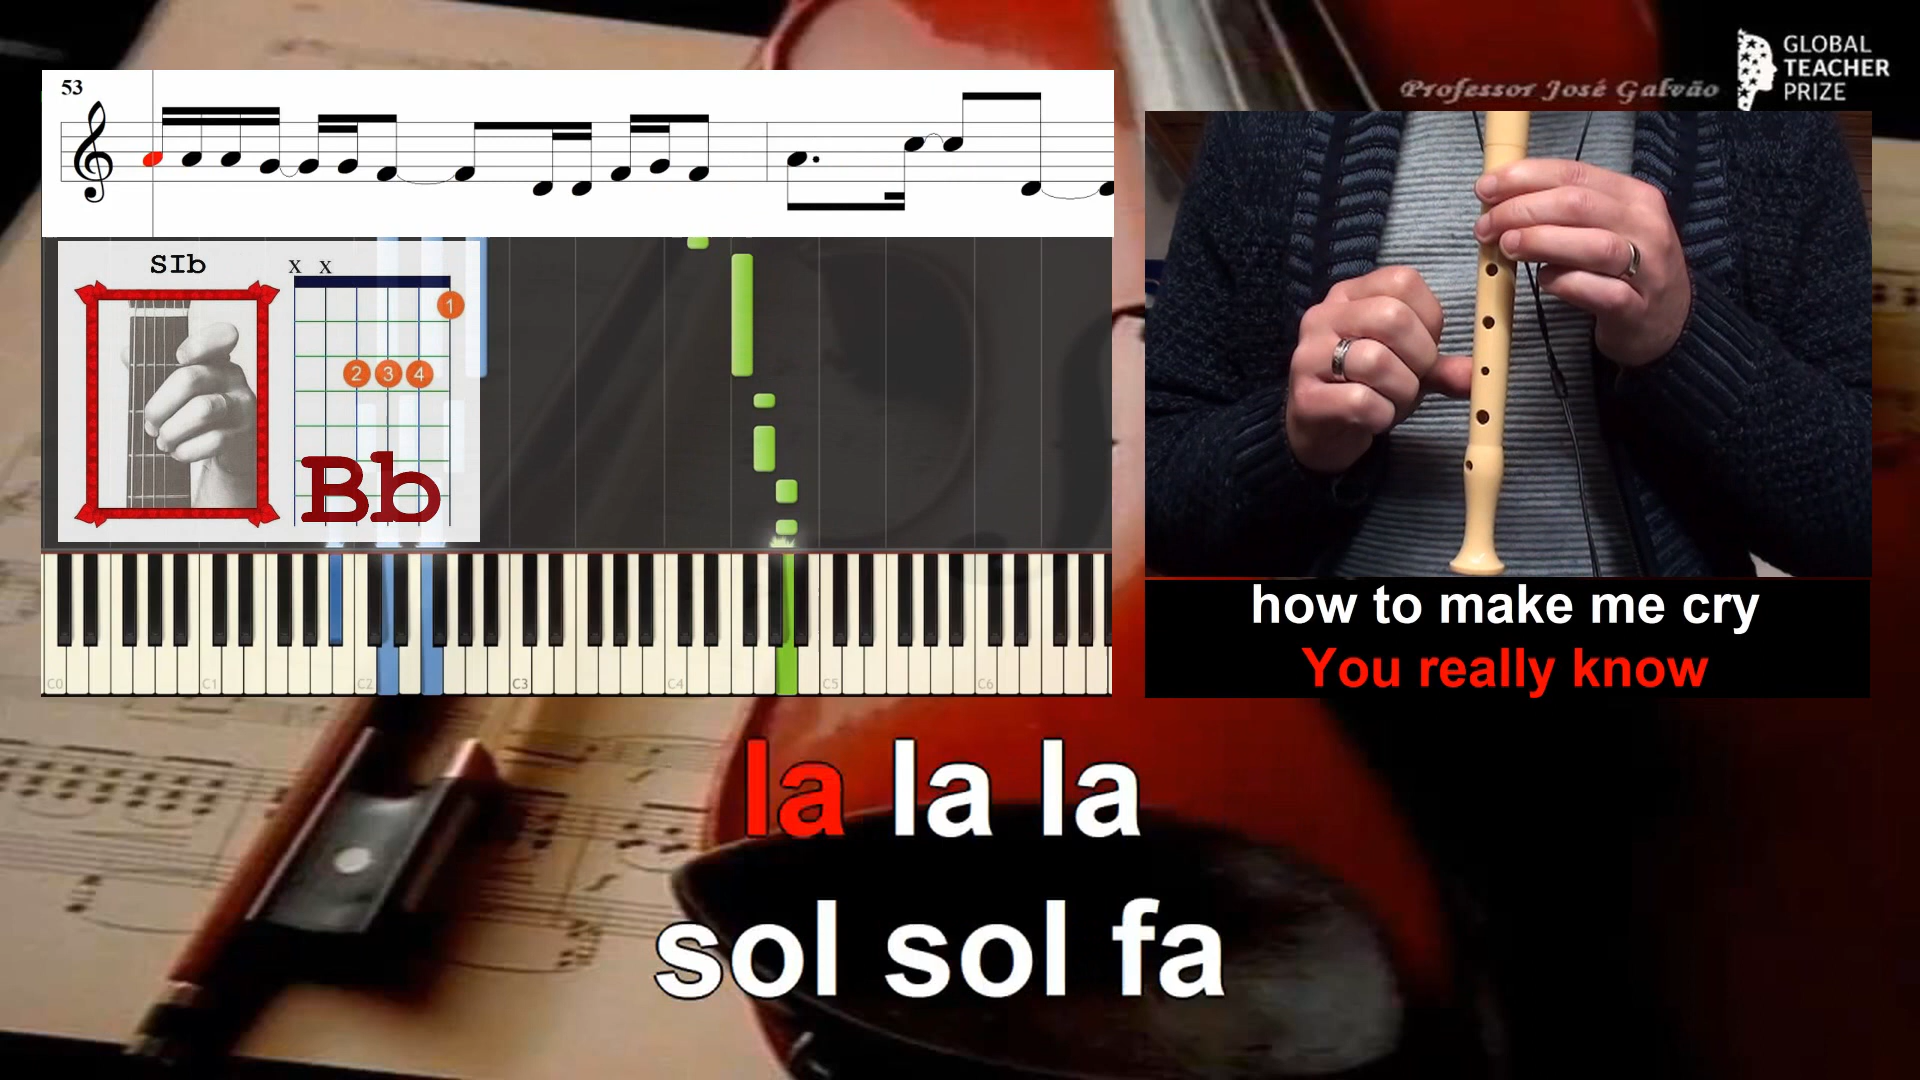 Professor José Galvão
GLOBAL
TEACHER
PRIZE
53
SIb
X X
1
2 3 4
Bb
C0 C1 C2 C3 C4 C5 C6
how to make me cry
You really know
la la la
sol sol fa